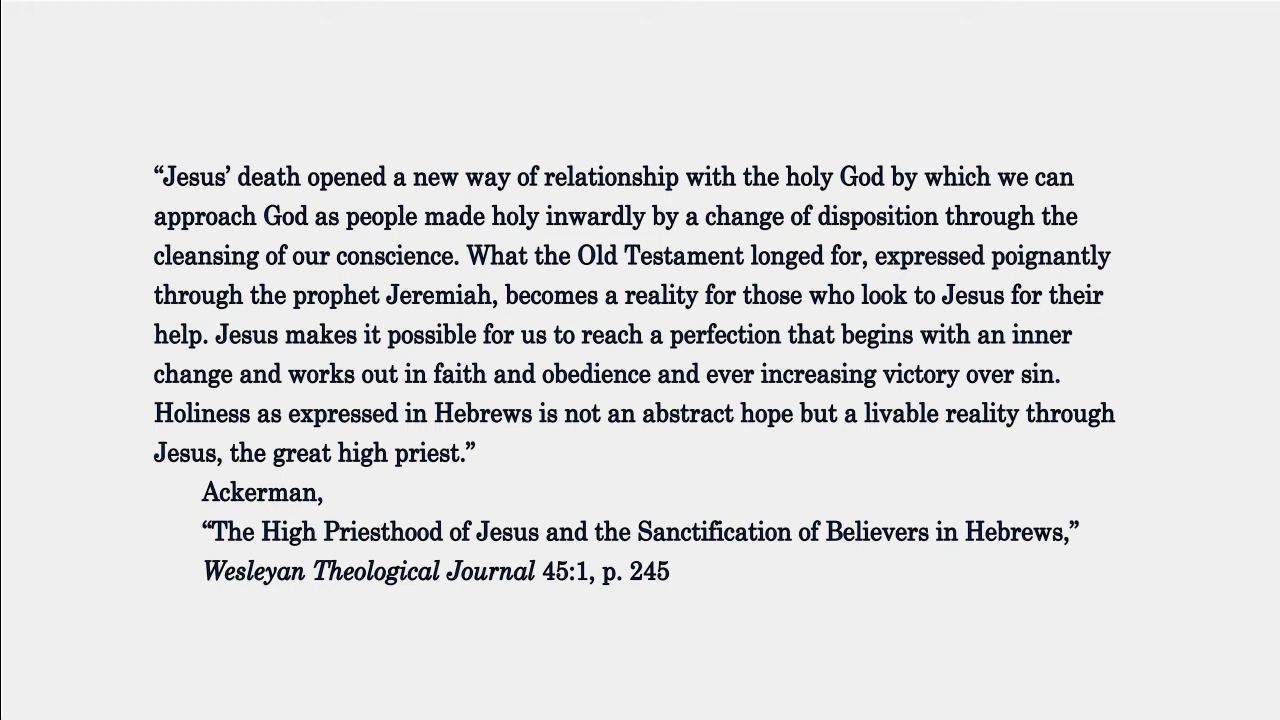 “Jesus’ death opened a new way of relationship with the holy God by which we can
approach God as people made holy inwardly by a change of disposition through the
cleansing of our conscience. What the Old Testament longed for, expressed poignantly
through the prophet Jeremiah, becomes a reality for those who look to Jesus for their
help. Jesus makes it possible for us to reach a perfection that begins with an inner
change and works out in faith and obedience and ever increasing victory over sin.
Holiness as expressed in Hebrews is not an abstract hope but a livable reality through
Jesus, the great high priest.”
Ackerman,
“The High Priesthood of Jesus and the Sanctification of Believers in Hebrews,”
Wesleyan Theological Journal 45:1, p. 245